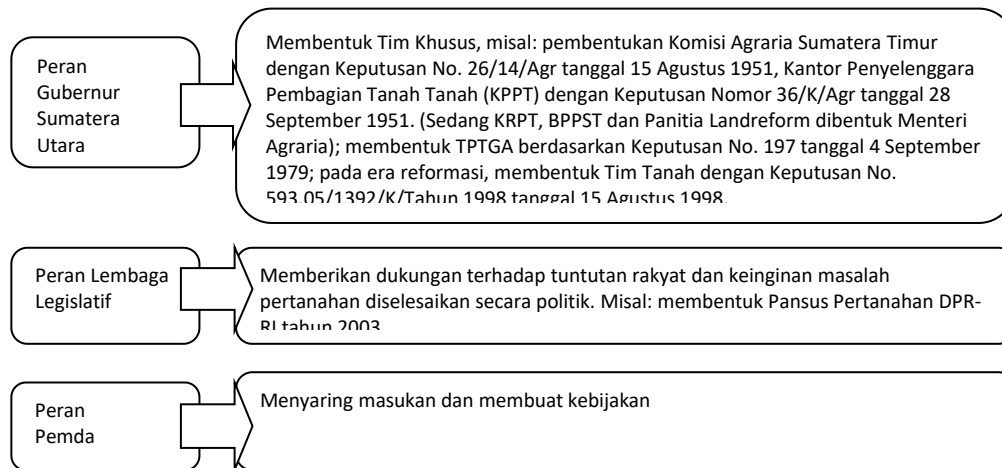 Peran
Gubernur
Sumatera
Utara
Membentuk Tim Khusus, misal: pembentukan Komisi Agraria Sumatera Timur
dengan Keputusan No. 26/14/Agr tanggal 15 Agustus 1951, Kantor Penyelenggara
Pembagian Tanah Tanah (KPPT) dengan Keputusan Nomor 36/K/Agr tanggal 28
September 1951. (Sedang KRPT, BPPST dan Panitia Landreform dibentuk Menteri
Agraria); membentuk TPTGA berdasarkan Keputusan No. 197 tanggal 4 September
1979; pada era reformasi, membentuk Tim Tanah dengan Keputusan No.
593.05/1392/K/Tahun 1998 tanggal 15 Agustus 1998.
Peran Lembaga
Legislatif
Memberikan dukungan terhadap tuntutan rakyat dan keinginan masalah
pertanahan diselesaikan secara politik. Misal: membentuk Pansus Pertanahan DPR-
RI tahun 2003
Peran
Pemda
Menyaring masukan dan membuat kebijakan